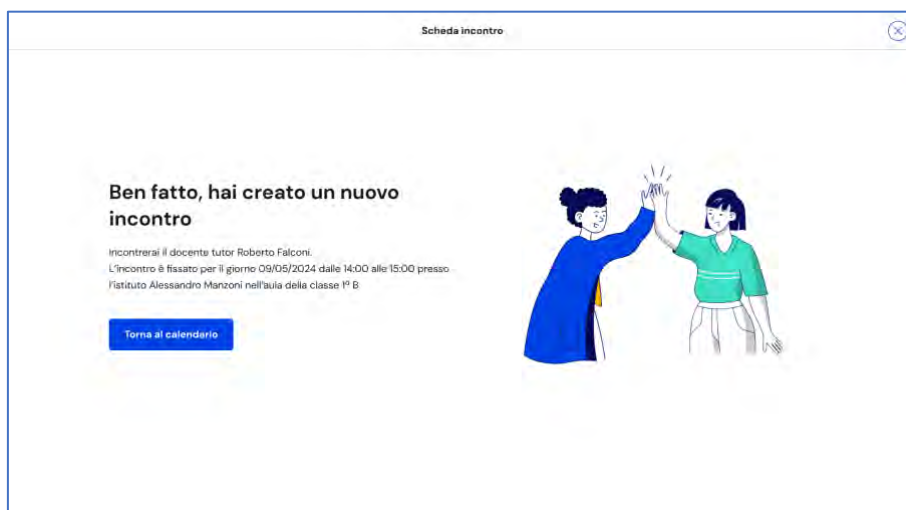 Scheda incontro
Ben fatto, hai creato un nuovo
incontro
Incontrerai il docente tutor Roberto Falconi.
L'incontro è fissato per il giorno 09/05/2024 dalle 14:00 alle 15:00 presso
l'istituto Alessandro Manzoni nell'aula della classe 1º B
Torna al calendario